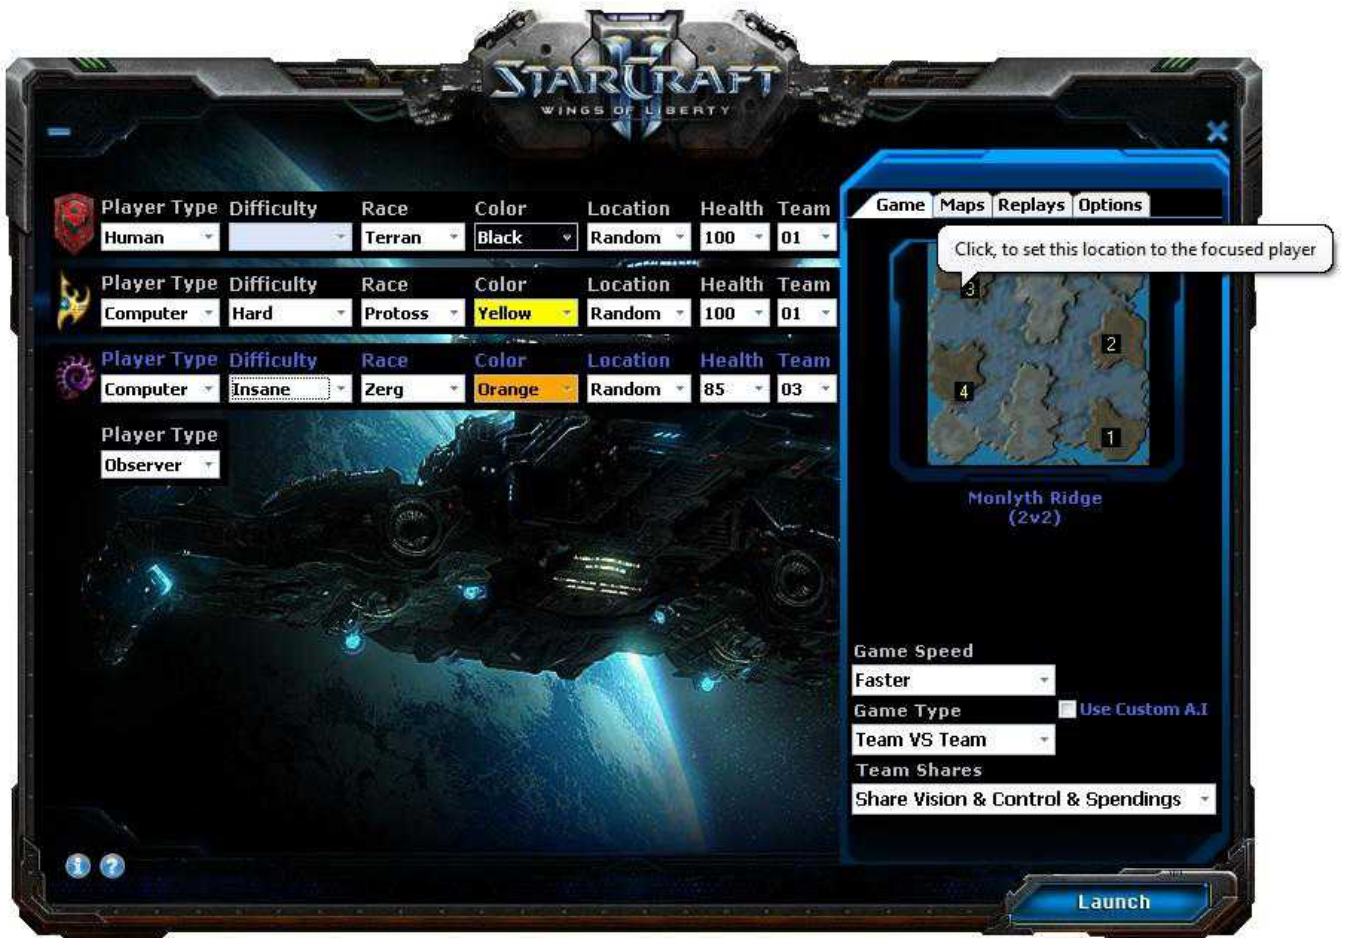 STARCRAFT
II
WINGS OF LIBERTY
Player Type Difficulty Race Color Location Health Team
Human Terran Black Random 100 01
Player Type Difficulty Race Color Location Health Team
Computer Hard Protoss Yellow Random 100 01
Player Type Difficulty Race Color Location Health Team
Computer Insane Zerg Orange Random 85 03
Player Type
Observer
Game Maps Replays Options
Click, to set this location to the focused player
3
2
4
1
Monlyth Ridge
(2v2)
Game Speed
Faster
Game Type Use Custom A.I
Team VS Team
Team Shares
Share Vision & Control & Spendings
i ?
Launch